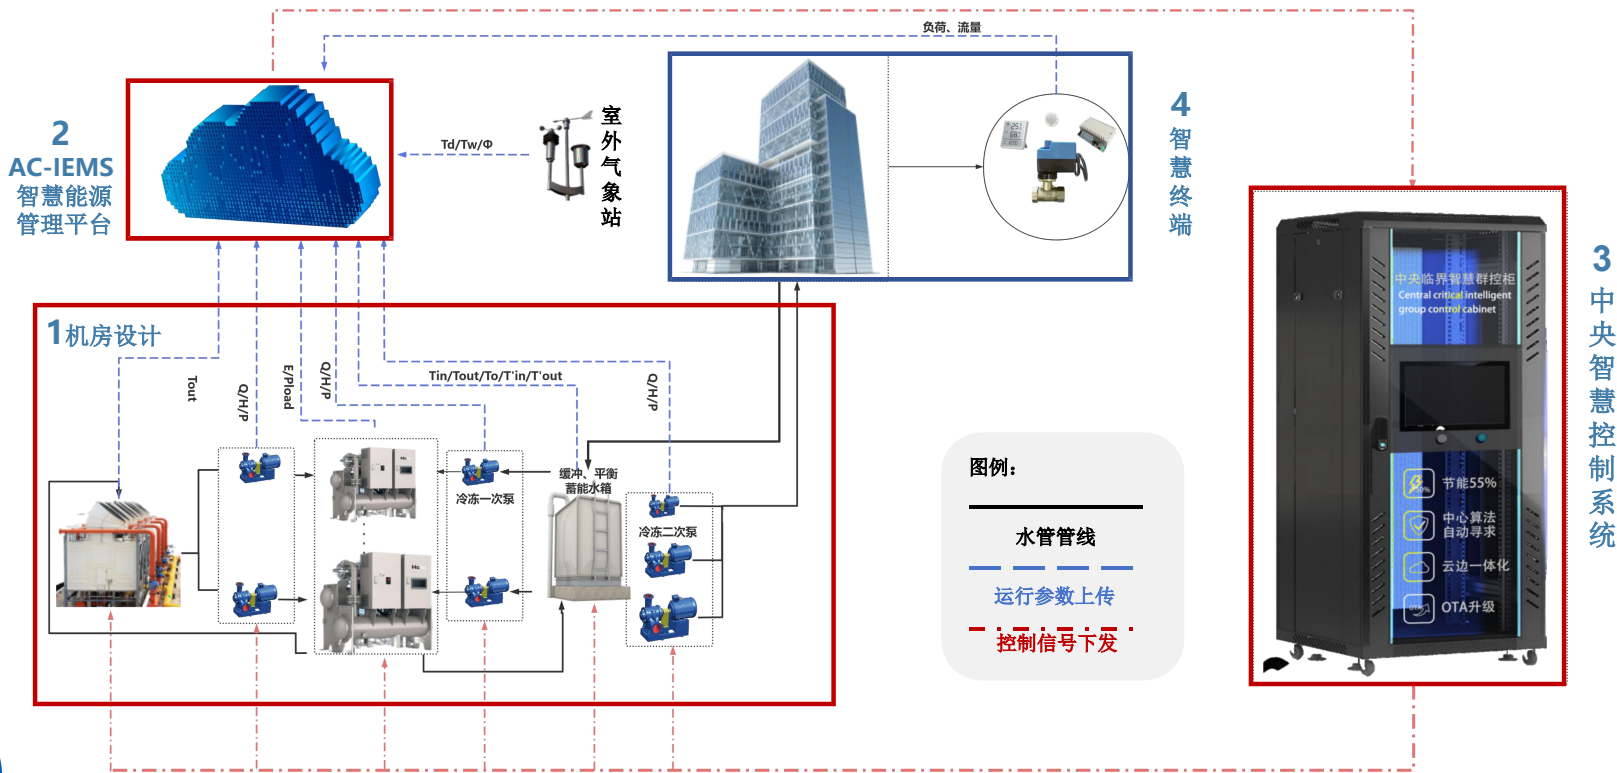 负荷、流量
2
AC-IEMS
智慧能源
管理平台
Td/Tw/Φ
室外气象站
4
智慧终端
3
中央智慧控制系统
中央临界智慧群控柜
Central critical intelligent
group control cabinet
节能55%
中心算法
自动寻求
云边一体化
OTA升级
1机房设计
Tout
Q/H/P
E/Pload
Q/H/P
Tin/Tout/To/T'in/T'out
Q/H/P
冷冻一次泵
缓冲、平衡
蓄能水箱
冷冻二次泵
图例：
水管管线
运行参数上传
控制信号下发